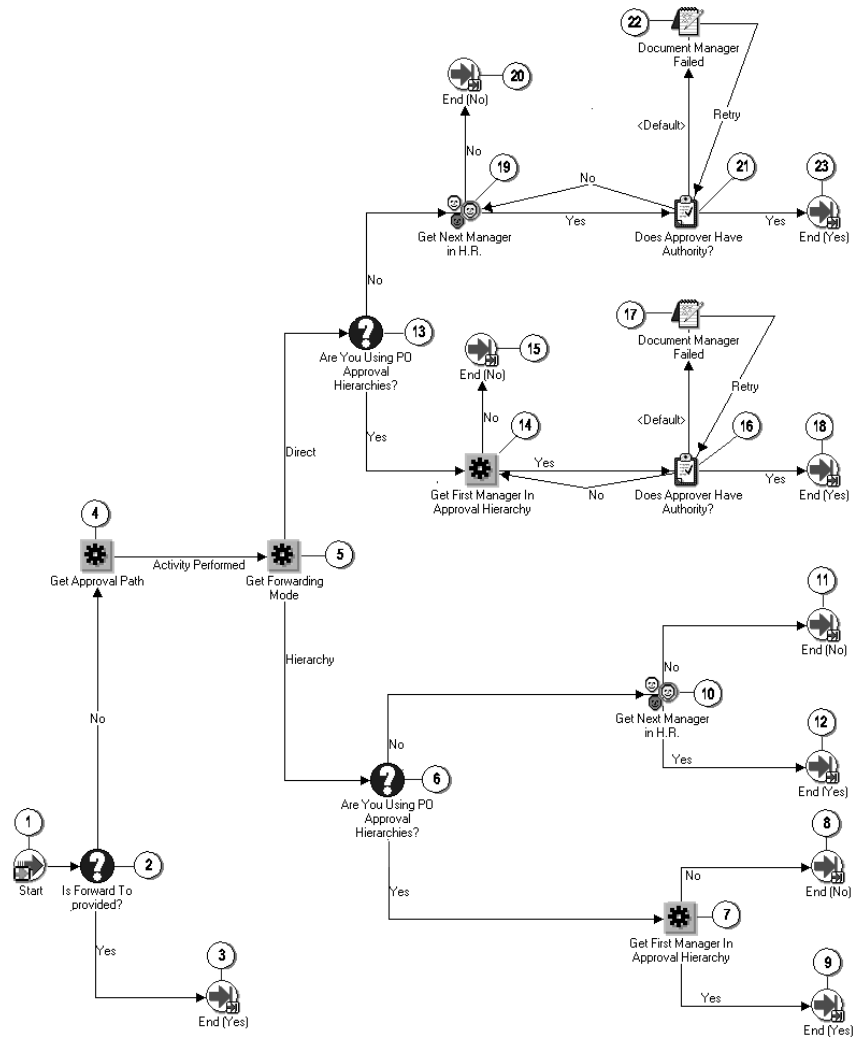 22
Document Manager
Failed
20
End (No)
<Default>
Retry
No
19
No
21
23
Get Next Manager
in H.R.
Yes
Does Approver Have
Authority?
Yes
End (Yes)
No
13
Are You Using PO
Approval
Hierarchies?
17
Document Manager
Failed
15
End (No)
Retry
No
14
<Default>
16
18
Direct
Yes
Yes
Get First Manager In
Approval Hierarchy
No
Does Approver Have
Authority?
Yes
End (Yes)
4
5
Get Approval Path
Activity Performed
Get Forwarding
Mode
11
End (No)
Hierarchy
No
10
Get Next Manager
in H.R.
12
No
No
Yes
End (Yes)
6
Are You Using PO
Approval
Hierarchies?
1
2
8
Start
Is Forward To
provided?
No
End (No)
Yes
7
Get First Manager In
Approval Hierarchy
Yes
3
9
End (Yes)
Yes
End (Yes)